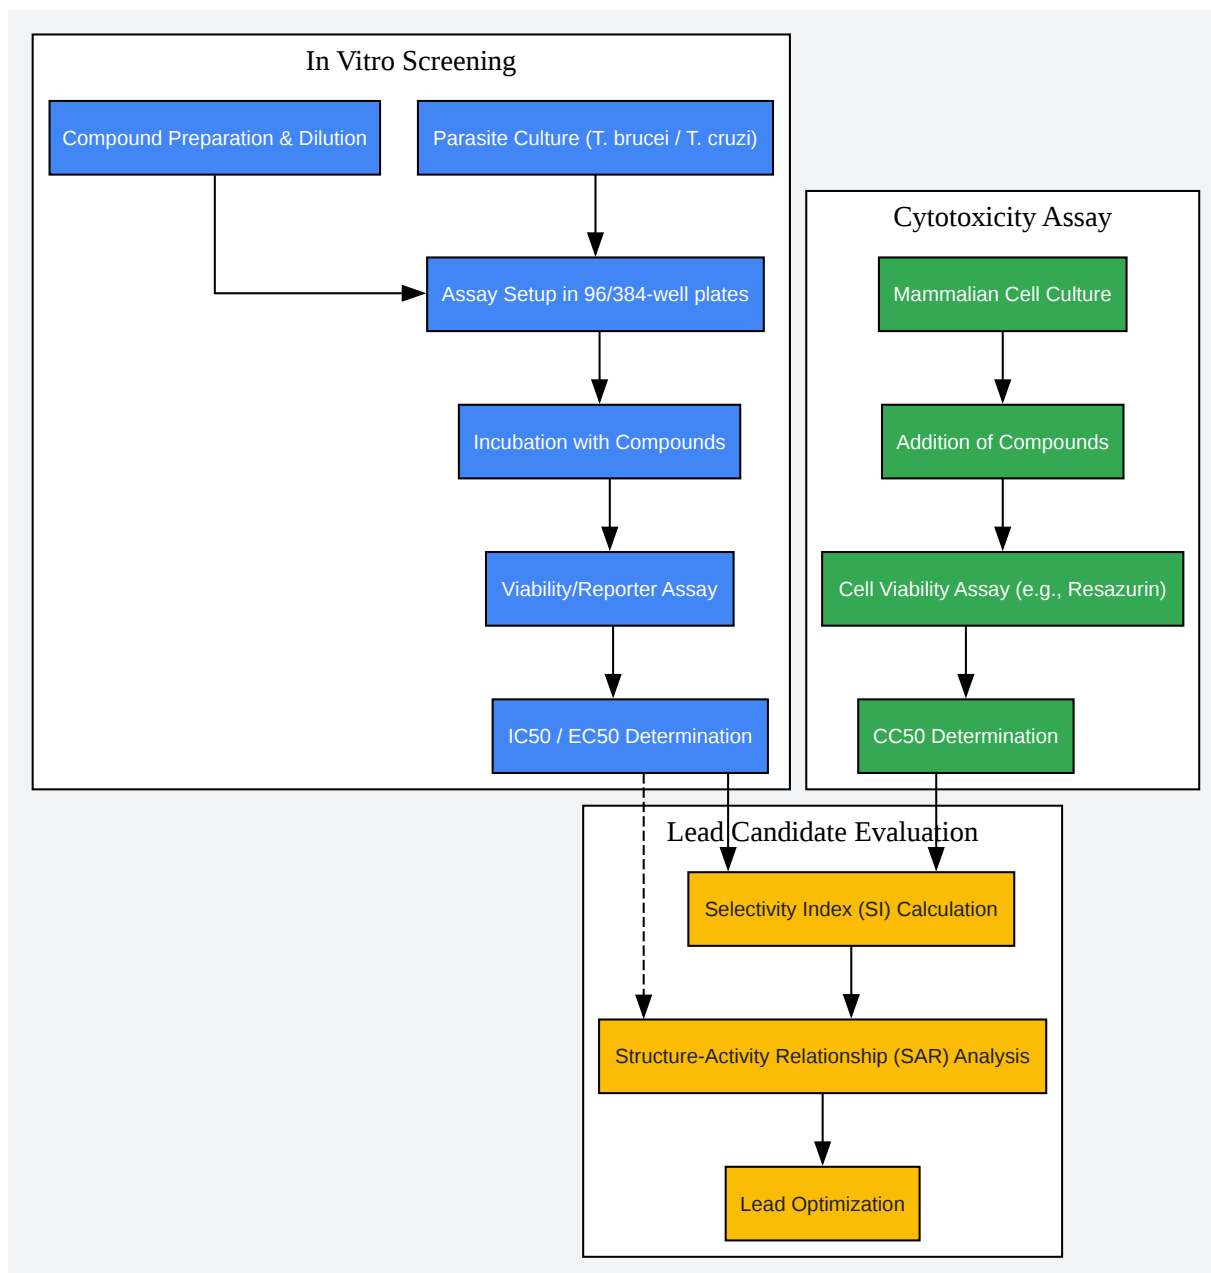 In Vitro Screening
Compound Preparation & Dilution
Parasite Culture (T. brucei / T. cruzi)
Assay Setup in 96/384-well plates
Incubation with Compounds
Viability/Reporter Assay
IC50 / EC50 Determination
Cytotoxicity Assay
Mammalian Cell Culture
Addition of Compounds
Cell Viability Assay (e.g., Resazurin)
CC50 Determination
Lead Candidate Evaluation
Selectivity Index (SI) Calculation
Structure-Activity Relationship (SAR) Analysis
Lead Optimization